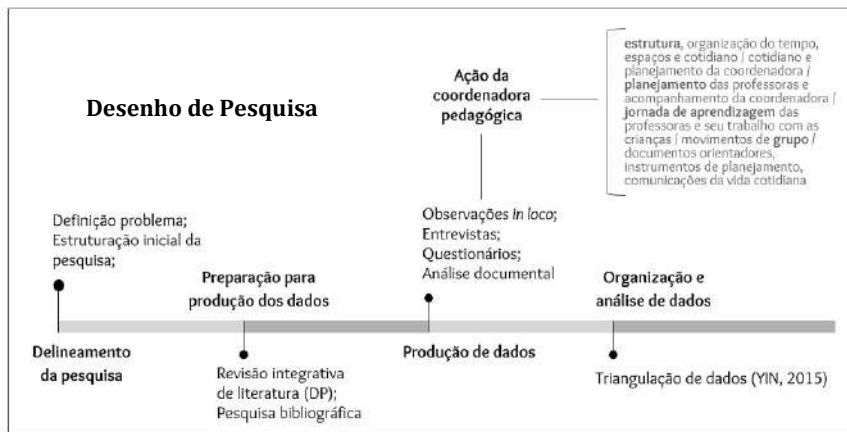 Desenho de Pesquisa
Ação da
coordenadora
pedagógica
estrutura, organização do tempo,
espaços e cotidiano / cotidiano e
planejamento da coordenadora /
planejamento das professoras e
acompanhamento da coordenadora /
jornada de aprendizagem das
professoras e seu trabalho com as
crianças / movimentos de grupo /
documentos orientadores,
instrumentos de planejamento,
comunicações da vida cotidiana
Definição problema;
Estruturação inicial da
pesquisa;
Preparação para
produção dos dados
Observações in loco;
Entrevistas;
Questionários;
Análise documental
Organização e
análise de dados
Delineamento
da pesquisa
Revisão integrativa
de literatura (DP);
Pesquisa bibliográfica
Produção de dados
Triangulação de dados (YIN, 2015)